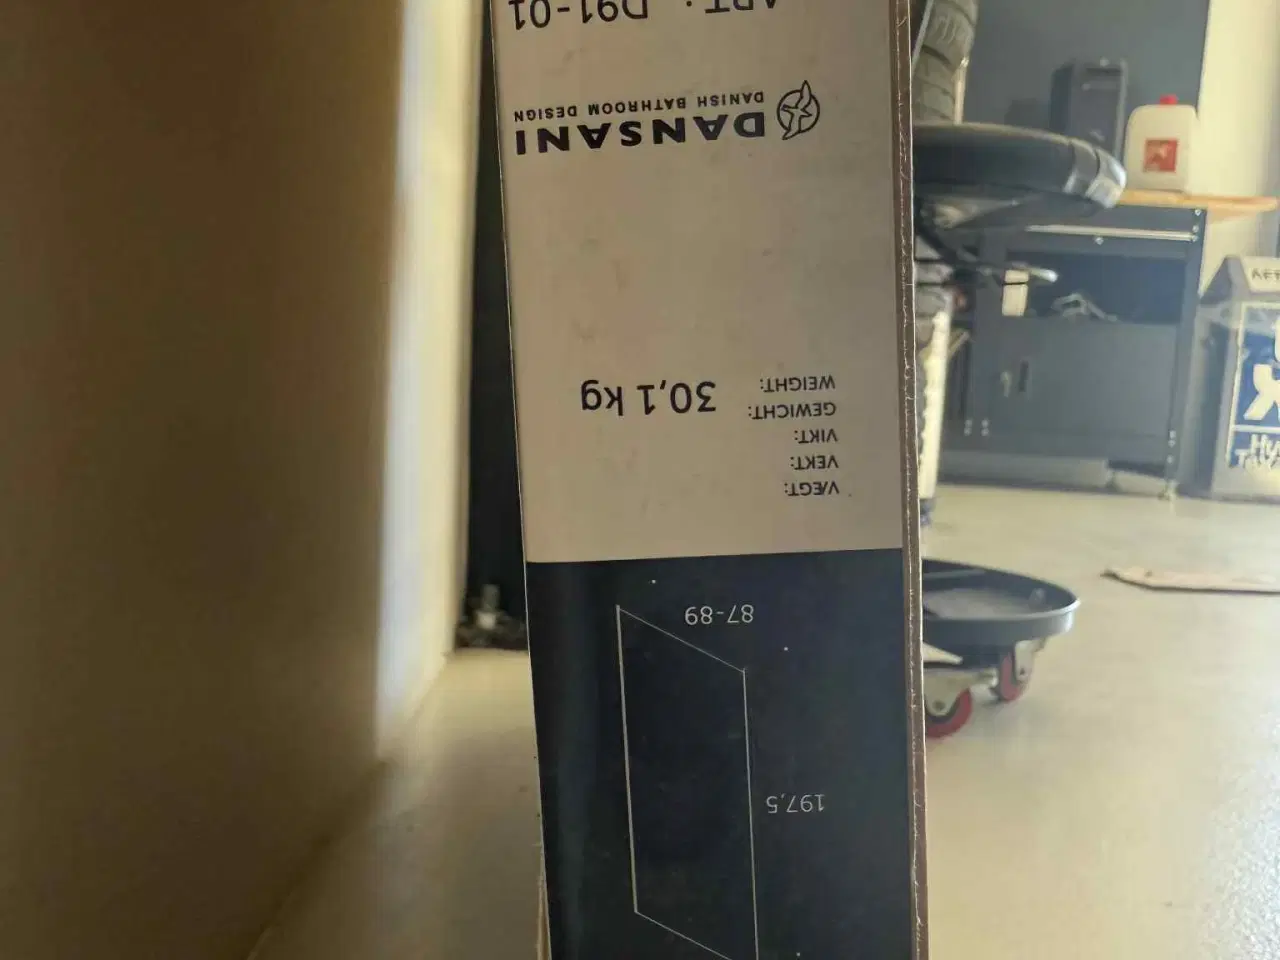 197,5
87-89
VÆGT:
VEKT:
VIKT:
GEWICHT:
WEIGHT:
30,1 kg
DANSANI
DANISH BATHROOM DESIGN
ART.: D91-01